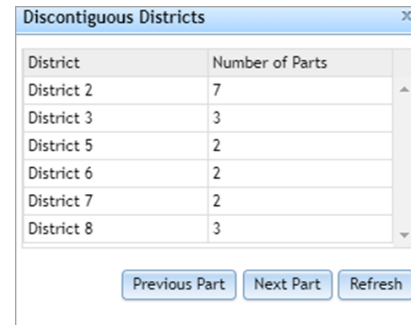 Discontiguous Districts x
District Number of Parts
District 2 7
District 3 3
District 5 2
District 6 2
District 7 2
District 8 3
Previous Part Next Part Refresh